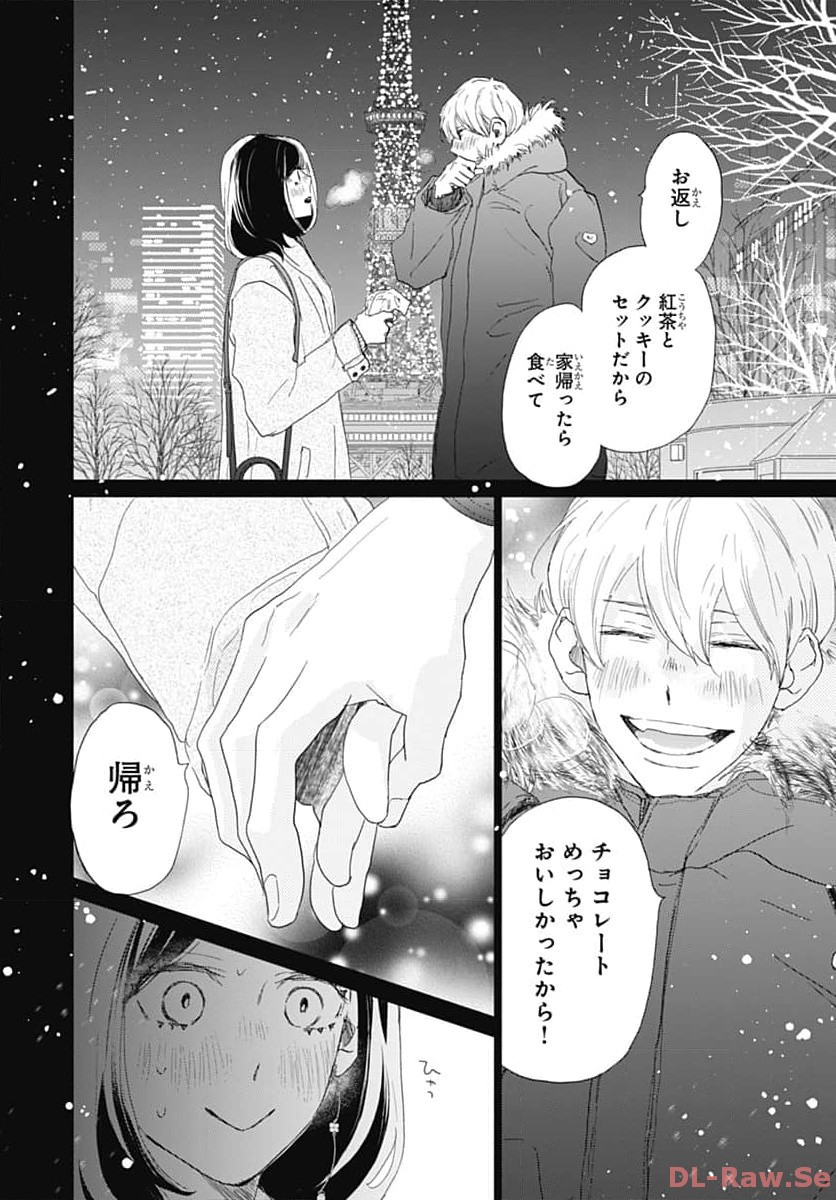 お返し
紅茶と
クッキーの
セットだから
家帰ったら
食べて
チョコレート
めっちゃ
おいしかったから!
帰ろ
ひゃっ
DL-Raw.Se